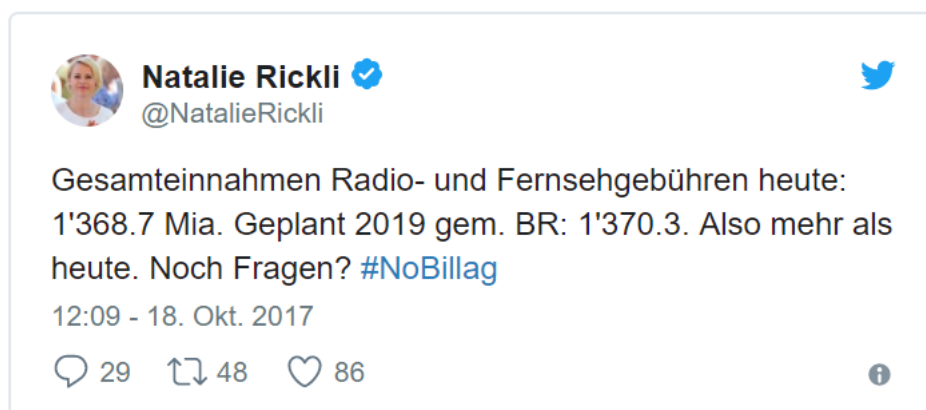 Natalie Rickli
@NatalieRickli
Gesamteinnahmen Radio- und Fernsehgebühren heute:
1'368.7 Mia. Geplant 2019 gem. BR: 1'370.3. Also mehr als
heute. Noch Fragen? #NoBillag
12:09 - 18. Okt. 2017
29 48 86